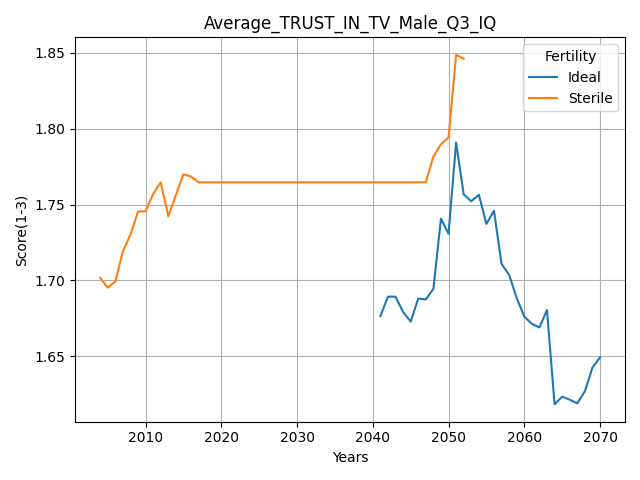 Average_TRUST_IN_TV_Male_Q3_IQ
Fertility
Ideal
Sterile
Score(1-3)
1.85
1.80
1.75
1.70
1.65
2010 2020 2030 2040 2050 2060 2070
Years